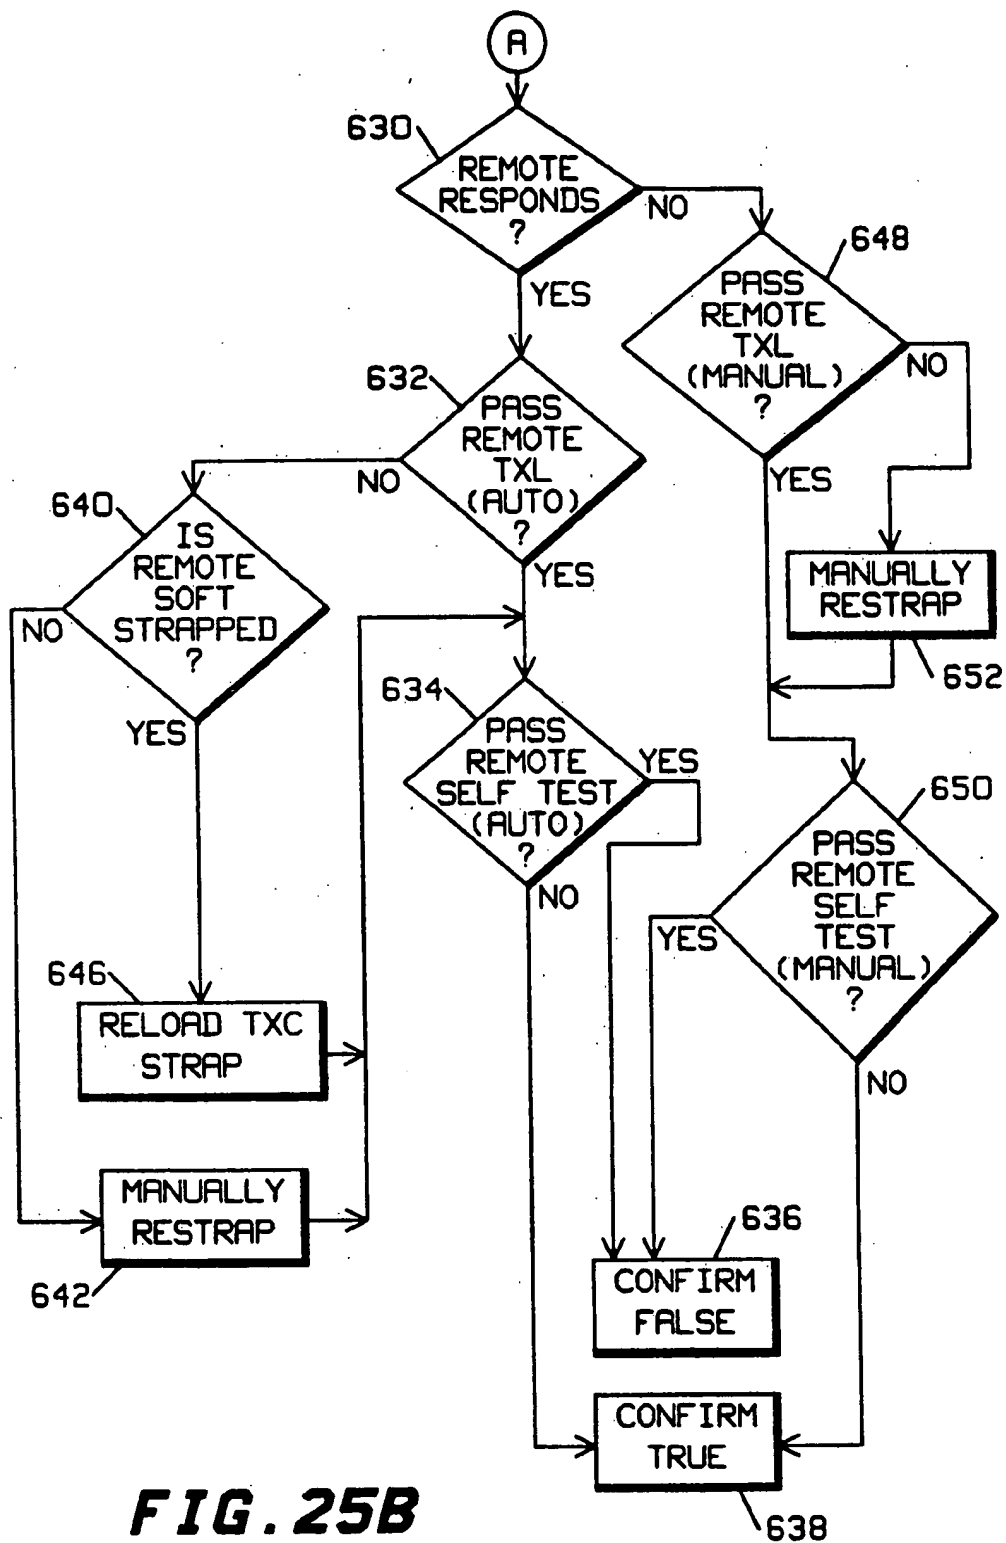 A
630
REMOTE
RESPONDS
?
NO
YES
648
PASS
REMOTE
TXL
(MANUAL)
?
NO
YES
632
PASS
REMOTE
TXL
(AUTO)
?
NO
YES
640
IS
REMOTE
SOFT
STRAPPED
?
NO
YES
MANUALLY
RESTRAP
652
634
PASS
REMOTE
SELF TEST
(AUTO)
?
YES
NO
650
PASS
REMOTE
SELF
TEST
(MANUAL)
?
YES
NO
646
RELOAD TXC
STRAP
MANUALLY
RESTRAP
642
636
CONFIRM
FALSE
CONFIRM
TRUE
638
FIG. 25B